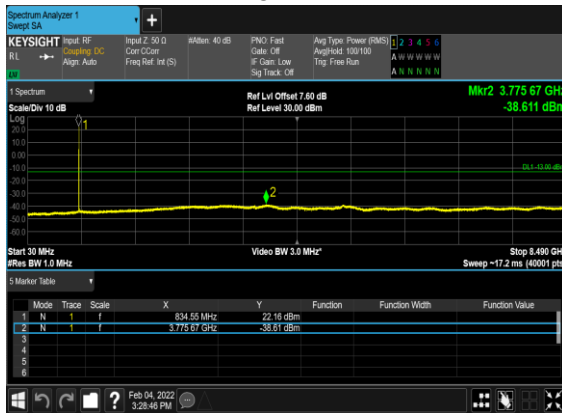 Spectrum Analyzer 1
Swept SA
+
KEYSIGHT Input: RF Input Z: 50 Ω #Atten: 40 dB PNO: Fast Avg Type: Power (RMS) 1 2 3 4 5 6
RL Coupling: DC Corr CCorr Gate: Off Avg|Hold: 100/100 A W W W W W
Align: Auto Freq Ref: Int (S) IF Gain: Low Trig: Free Run
Sig Track: Off A N N N N N
1 Spectrum Ref Lvl Offset 7.60 dB Mkr2 3.775 67 GHz
Scale/Div 10 dB Ref Level 30.00 dBm -38.611 dBm
Log
20.0
10.0
0.00
-10.0
DL1 -13.00 dBm
-20.0
-30.0
-40.0
-50.0
-60.0
1
2
Start 30 MHz Video BW 3.0 MHz* Stop 8.490 GHz
#Res BW 1.0 MHz Sweep ~17.2 ms (40001 pts)
5 Marker Table
Mode Trace Scale X Y Function Function Width Function Value
1 N 1 f 834.55 MHz 22.16 dBm
2 N 1 f 3.775 67 GHz -38.61 dBm
3
4
5
6
? Feb 04, 2022
3:28:46 PM